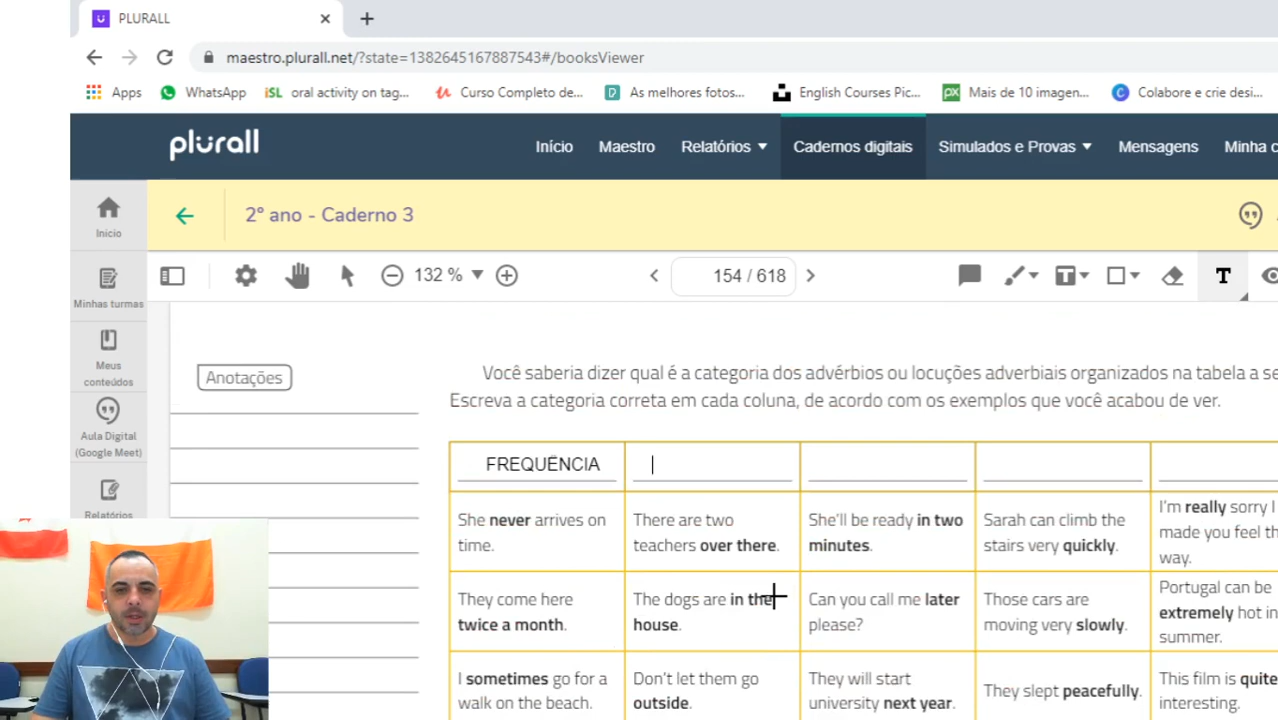 PLURALL
maestro.plurall.net/?state=1382645167887543#/booksViewer
Apps WhatsApp iSL oral activity on tag... Curso Completo de... As melhores fotos... English Courses Pic... Mais de 10 imagen... Colabore e crie desi...
plurall Início Maestro Relatórios Cadernos digitais Simulados e Provas Mensagens Minha c
Inicio
2º ano - Caderno 3
132 % 154 / 618 T T
Minhas turmas
Meus conteúdos
Aula Digital (Google Meet)
Relatórios
Anotações
Você saberia dizer qual é a categoria dos advérbios ou locuções adverbiais organizados na tabela a se
Escreva a categoria correta em cada coluna, de acordo com os exemplos que você acabou de ver.
FREQUÊNCIA
She never arrives on time.
There are two teachers over there.
She'll be ready in two minutes.
Sarah can climb the stairs very quickly.
I'm really sorry I made you feel th way.
They come here twice a month.
The dogs are in the house.
Can you call me later please?
Those cars are moving very slowly.
Portugal can be extremely hot in summer.
I sometimes go for a walk on the beach.
Don't let them go outside.
They will start university next year.
They slept peacefully.
This film is quite interesting.